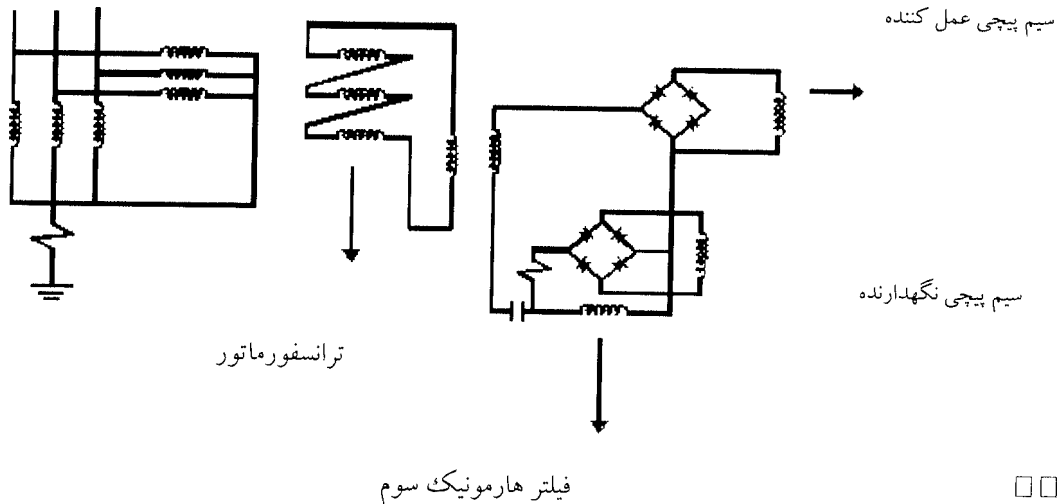 سیم پیچی عمل کننده
سیم پیچی نگهدارنده
ترانسفورماتور
فیلتر هارمونیک سوم